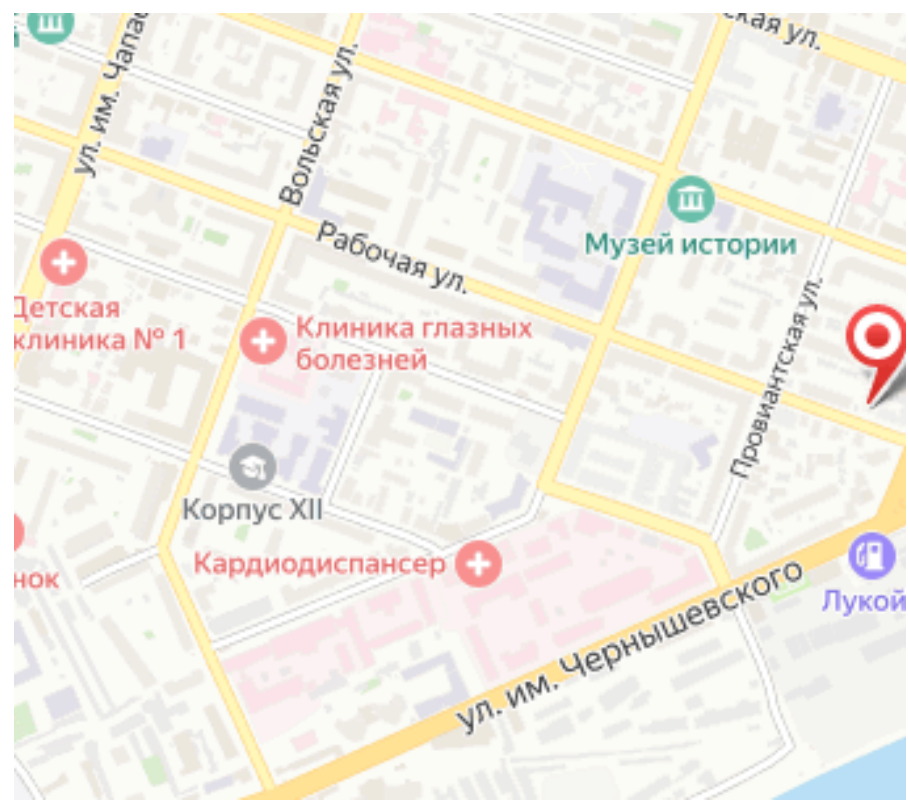 ская ул.
ул. им. Чапае
Вольская ул.
Рабочая ул.
Музей истории
Детская
клиника № 1
Клиника глазных
болезней
Провиантская ул.
Корпус XII
Кардиодиспансер
нок
Лукой
ул. им. Чернышевского